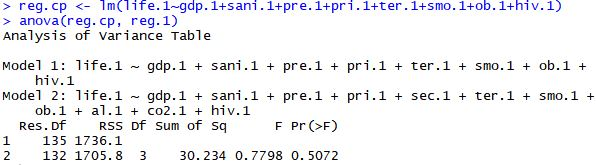 > reg.cp <- lm(life.1~gdp.1+sani.1+pre.1+pri.1+ter.1+smo.1+ob.1+hiv.1)
> anova(reg.cp, reg.1)
Analysis of Variance Table
Model 1: life.1 ~ gdp.1 + sani.1 + pre.1 + pri.1 + ter.1 + smo.1 + ob.1 +
hiv.1
Model 2: life.1 ~ gdp.1 + sani.1 + pre.1 + pri.1 + sec.1 + ter.1 + smo.1 +
ob.1 + al.1 + co2.1 + hiv.1
Res.Df RSS Df Sum of Sq F Pr(>F)
1 135 1736.1
2 132 1705.8 3 30.234 0.7798 0.5072